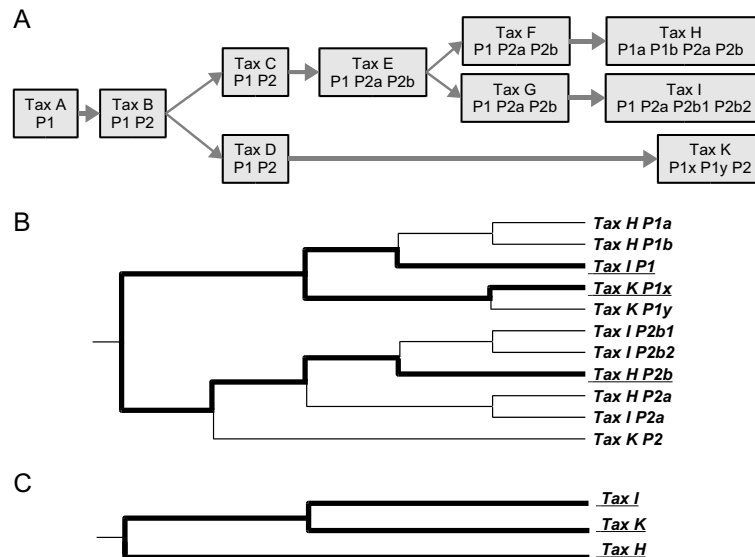 A
Tax A
P1
Tax B
P1 P2
Tax C
P1 P2
Tax D
P1 P2
Tax E
P1 P2a P2b
Tax F
P1 P2a P2b
Tax G
P1 P2a P2b
Tax H
P1a P1b P2a P2b
Tax I
P1 P2a P2b1 P2b2
Tax K
P1x P1y P2
B
Tax H P1a
Tax H P1b
Tax I P1
Tax K P1x
Tax K P1y
Tax I P2b1
Tax I P2b2
Tax H P2b
Tax H P2a
Tax I P2a
Tax K P2
C
Tax I
Tax K
Tax H